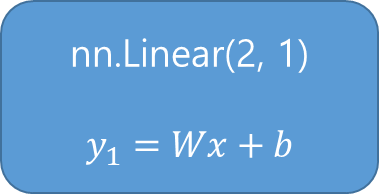 nn.Linear(2, 1)
y₁ = Wx + b